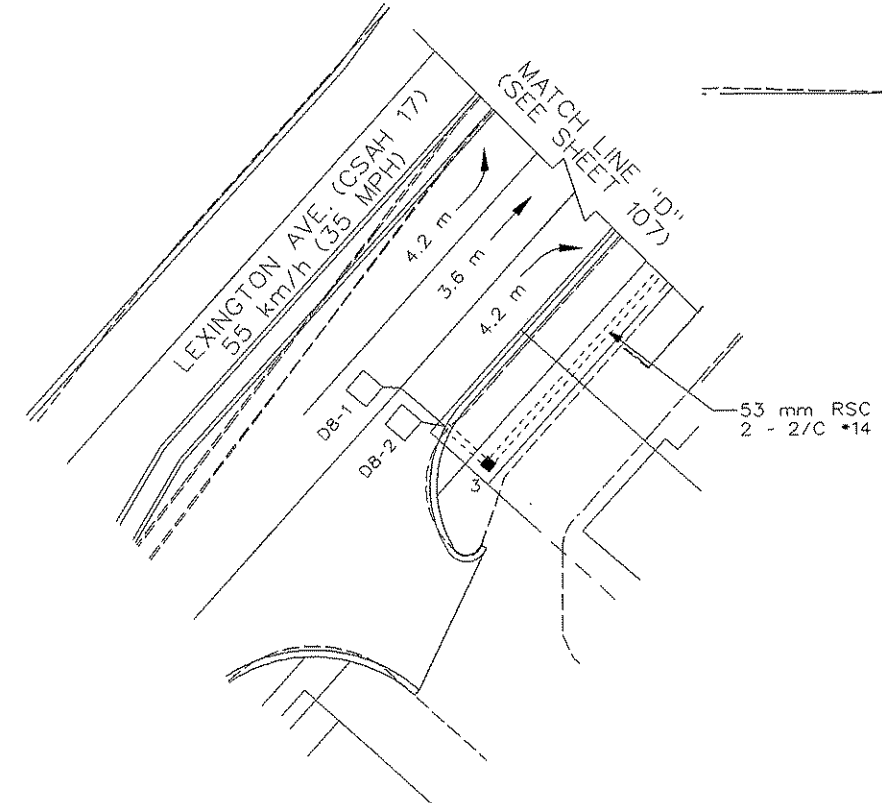 MATCH LINE "D"
(SEE SHEET 107)
LEXINGTON AVE. (CSAH 17)
55 km/h (35 MPH)
4.2 m
3.6 m
4.2 m
D8-1
D8-2
3
53 mm RSC
2 - 2/C #14